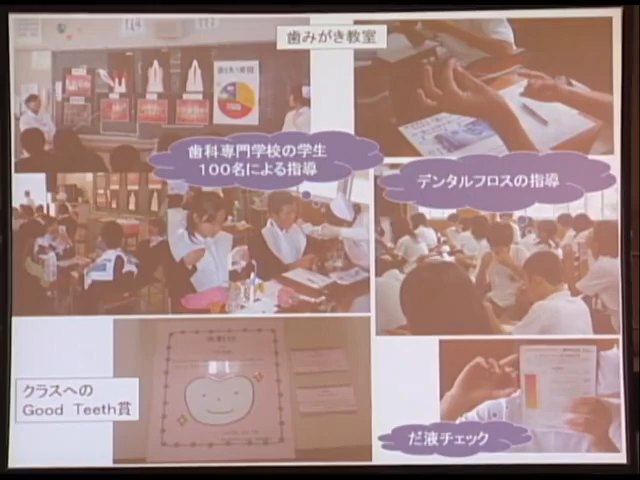 歯みがき教室
歯科専門学校の学生
100名による指導
デンタルフロスの指導
クラスへの
Good Teeth賞
だ液チェック